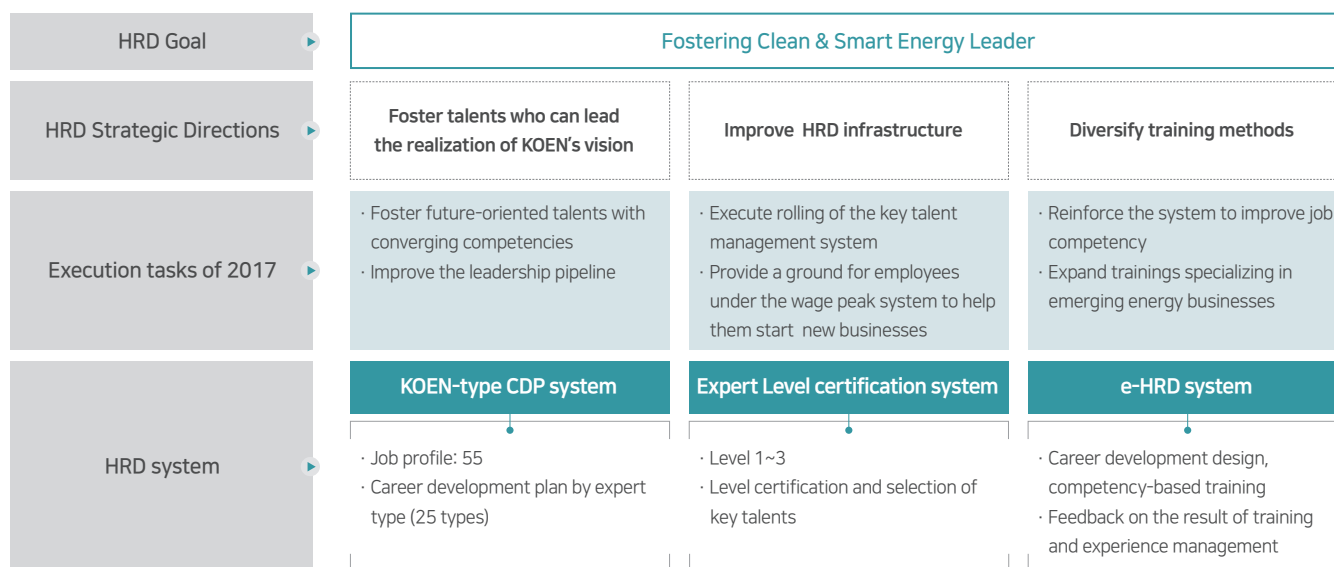 HRD Goal
Fostering Clean & Smart Energy Leader
HRD Strategic Directions
Foster talents who can lead
the realization of KOEN's vision
Improve HRD infrastructure
Diversify training methods
Execution tasks of 2017
· Foster future-oriented talents with
converging competencies
· Improve the leadership pipeline
· Execute rolling of the key talent
management system
· Provide a ground for employees
under the wage peak system to help
them start new businesses
· Reinforce the system to improve job
competency
· Expand trainings specializing in
emerging energy businesses
HRD system
KOEN-type CDP system
· Job profile: 55
· Career development plan by expert
type (25 types)
Expert Level certification system
· Level 1~3
· Level certification and selection of
key talents
e-HRD system
· Career development design,
competency-based training
· Feedback on the result of training
and experience management